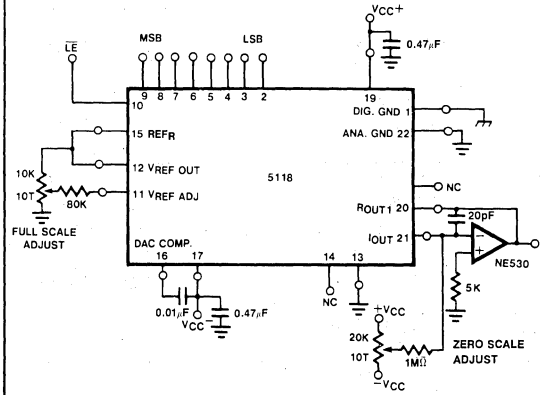 VCC+
LE
MSB
LSB
0.47µF
9 8 7 6 5 4 3 2
19
10
DIG. GND 1
15 REFR
ANA. GND 22
12 VREF OUT
10K
10T
80K
11 VREF ADJ
5118
NC
ROUT1 20
20pF
FULL SCALE
ADJUST
IOUT 21
−
+
NE530
DAC COMP.
16 17
14 13
5K
0.01µF
0.47µF
VCC−
NC
+VCC
20K
10T
1MΩ
ZERO SCALE
ADJUST
−VCC